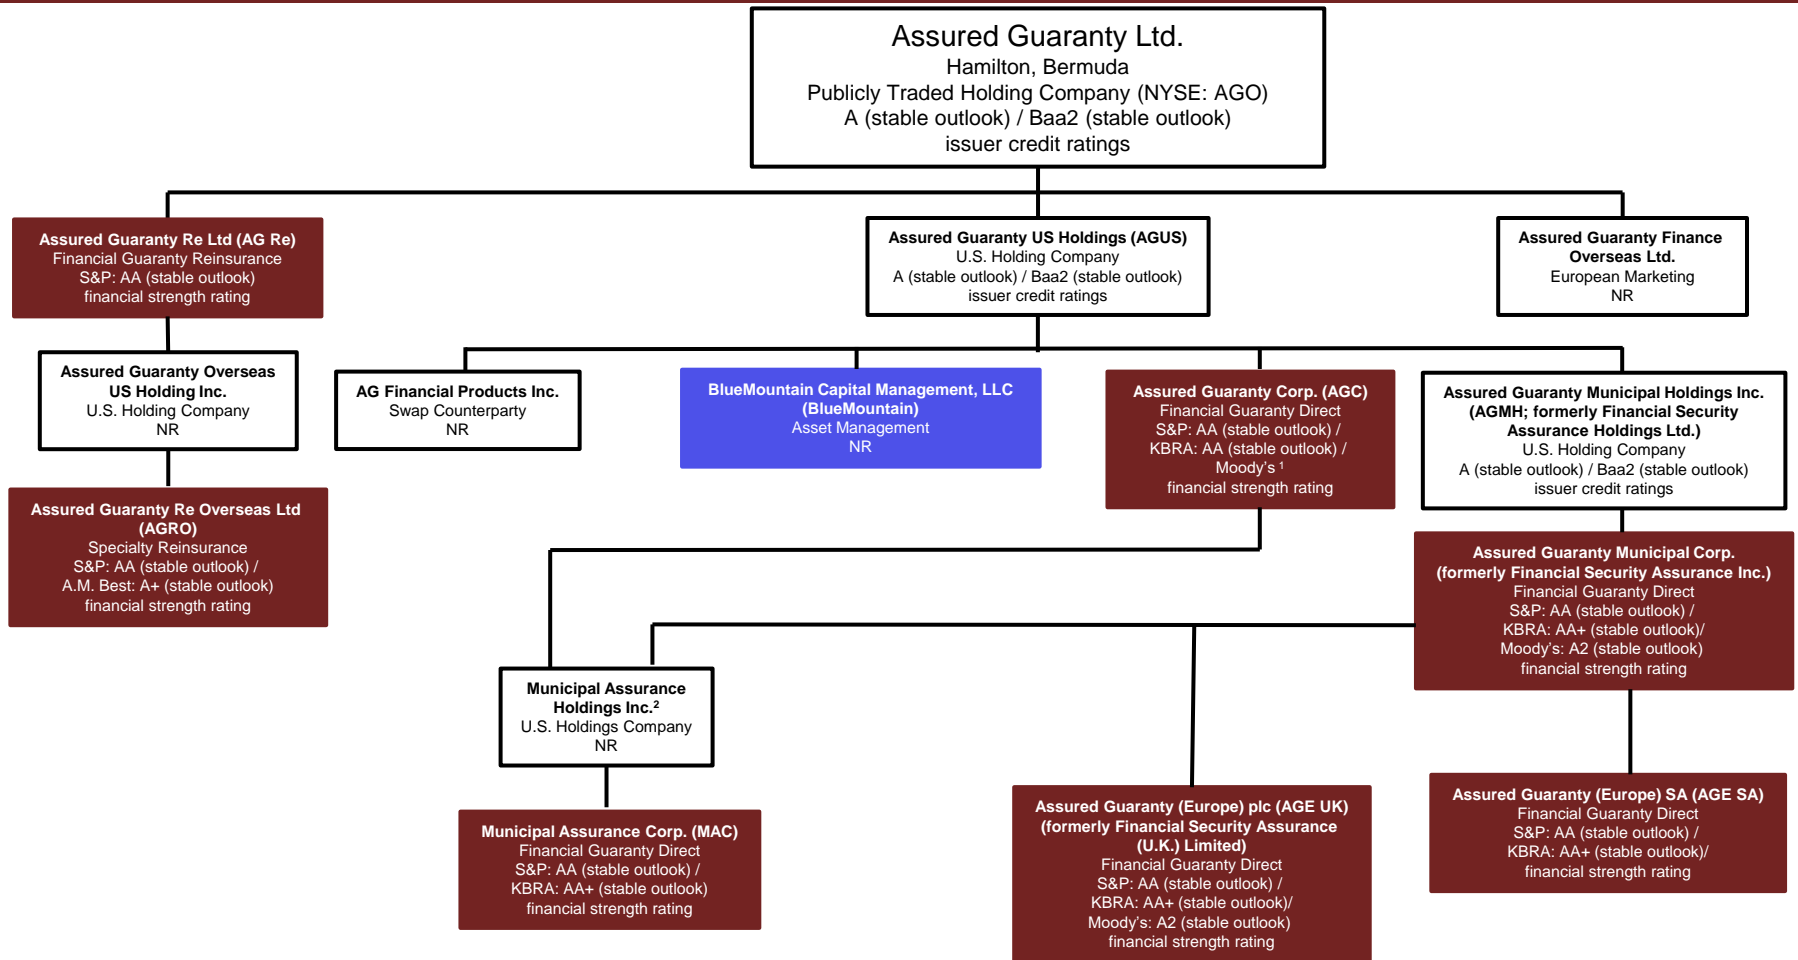 Assured Guaranty Ltd.
Hamilton, Bermuda
Publicly Traded Holding Company (NYSE: AGO)
A (stable outlook) / Baa2 (stable outlook)
issuer credit ratings
Assured Guaranty Re Ltd (AG Re)
Financial Guaranty Reinsurance
S&P: AA (stable outlook)
financial strength rating
Assured Guaranty US Holdings (AGUS)
U.S. Holding Company
A (stable outlook) / Baa2 (stable outlook)
issuer credit ratings
Assured Guaranty Finance
Overseas Ltd.
European Marketing
NR
Assured Guaranty Overseas
US Holding Inc.
U.S. Holding Company
NR
AG Financial Products Inc.
Swap Counterparty
NR
BlueMountain Capital Management, LLC
(BlueMountain)
Asset Management
NR
Assured Guaranty Corp. (AGC)
Financial Guaranty Direct
S&P: AA (stable outlook) /
KBRA: AA (stable outlook) /
Moody's ¹
financial strength rating
Assured Guaranty Municipal Holdings Inc.
(AGMH; formerly Financial Security
Assurance Holdings Ltd.)
U.S. Holding Company
A (stable outlook) / Baa2 (stable outlook)
issuer credit ratings
Assured Guaranty Re Overseas Ltd
(AGRO)
Specialty Reinsurance
S&P: AA (stable outlook) /
A.M. Best: A+ (stable outlook)
financial strength rating
Assured Guaranty Municipal Corp.
(formerly Financial Security Assurance Inc.)
Financial Guaranty Direct
S&P: AA (stable outlook) /
KBRA: AA+ (stable outlook)/
Moody's: A2 (stable outlook)
financial strength rating
Municipal Assurance
Holdings Inc.²
U.S. Holdings Company
NR
Municipal Assurance Corp. (MAC)
Financial Guaranty Direct
S&P: AA (stable outlook) /
KBRA: AA+ (stable outlook)
financial strength rating
Assured Guaranty (Europe) plc (AGE UK)
(formerly Financial Security Assurance
(U.K.) Limited)
Financial Guaranty Direct
S&P: AA (stable outlook) /
KBRA: AA+ (stable outlook)/
Moody's: A2 (stable outlook)
financial strength rating
Assured Guaranty (Europe) SA (AGE SA)
Financial Guaranty Direct
S&P: AA (stable outlook) /
KBRA: AA+ (stable outlook)/
financial strength rating